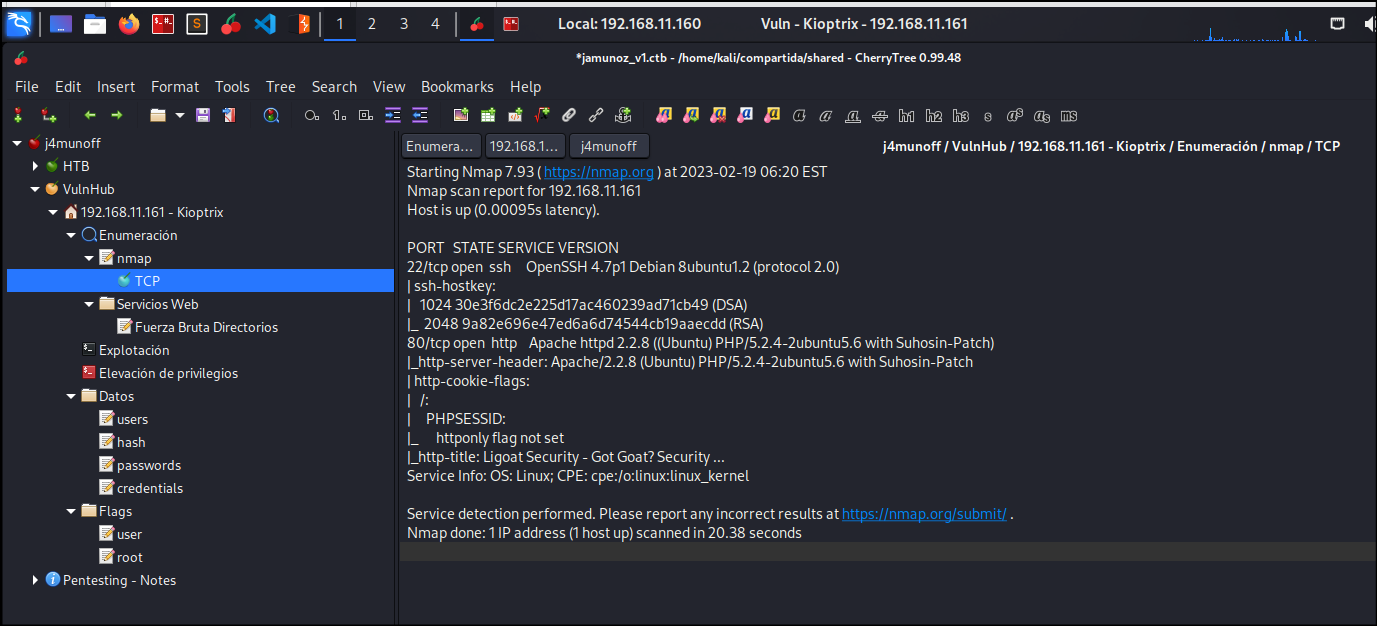 1 2 3 4 Local: 192.168.11.160 Vuln - Kioptrix - 192.168.11.161
*jamunoz_v1.ctb - /home/kali/compartida/shared - CherryTree 0.99.48
File Edit Insert Format Tools Tree Search View Bookmarks Help
j4munoff
HTB
VulnHub
192.168.11.161 - Kioptrix
Enumeración
nmap
TCP
Servicios Web
Fuerza Bruta Directorios
Explotación
Elevación de privilegios
Datos
users
hash
passwords
credentials
Flags
user
root
Pentesting - Notes
Enumera... 192.168.1... j4munoff
j4munoff / VulnHub / 192.168.11.161 - Kioptrix / Enumeración / nmap / TCP
Starting Nmap 7.93 ( https://nmap.org ) at 2023-02-19 06:20 EST
Nmap scan report for 192.168.11.161
Host is up (0.00095s latency).
PORT STATE SERVICE VERSION
22/tcp open ssh OpenSSH 4.7p1 Debian 8ubuntu1.2 (protocol 2.0)
| ssh-hostkey:
| 1024 30e3f6dc2e225d17ac460239ad71cb49 (DSA)
|_ 2048 9a82e696e47ed6a6d74544cb19aaecdd (RSA)
80/tcp open http Apache httpd 2.2.8 ((Ubuntu) PHP/5.2.4-2ubuntu5.6 with Suhosin-Patch)
|_http-server-header: Apache/2.2.8 (Ubuntu) PHP/5.2.4-2ubuntu5.6 with Suhosin-Patch
| http-cookie-flags:
| /:
| PHPSESSID:
|_ httponly flag not set
|_http-title: Ligoat Security - Got Goat? Security ...
Service Info: OS: Linux; CPE: cpe:/o:linux:linux_kernel
Service detection performed. Please report any incorrect results at https://nmap.org/submit/ .
Nmap done: 1 IP address (1 host up) scanned in 20.38 seconds